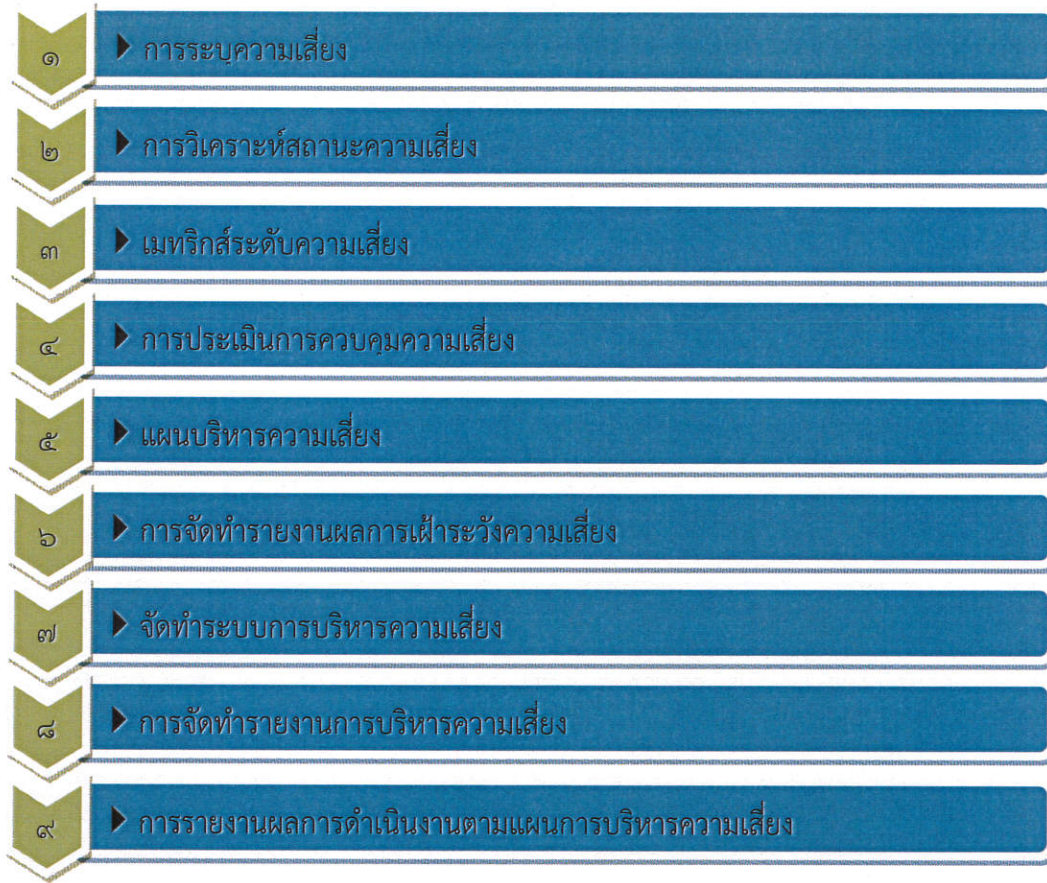 ๑ ▶ การระบุความเสี่ยง
๒ ▶ การวิเคราะห์สถานะความเสี่ยง
๓ ▶ เมทริกส์ระดับความเสี่ยง
๔ ▶ การประเมินการควบคุมความเสี่ยง
๕ ▶ แผนบริหารความเสี่ยง
๖ ▶ การจัดทำรายงานผลการเฝ้าระวังความเสี่ยง
๗ ▶ จัดทำระบบการบริหารความเสี่ยง
๘ ▶ การจัดทำรายงานการบริหารความเสี่ยง
๙ ▶ การรายงานผลการดำเนินงานตามแผนการบริหารความเสี่ยง